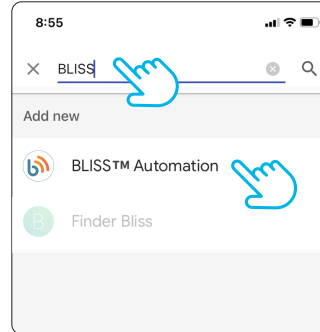 8:55
BLISS
Add new
BLISS™ Automation
B Finder Bliss